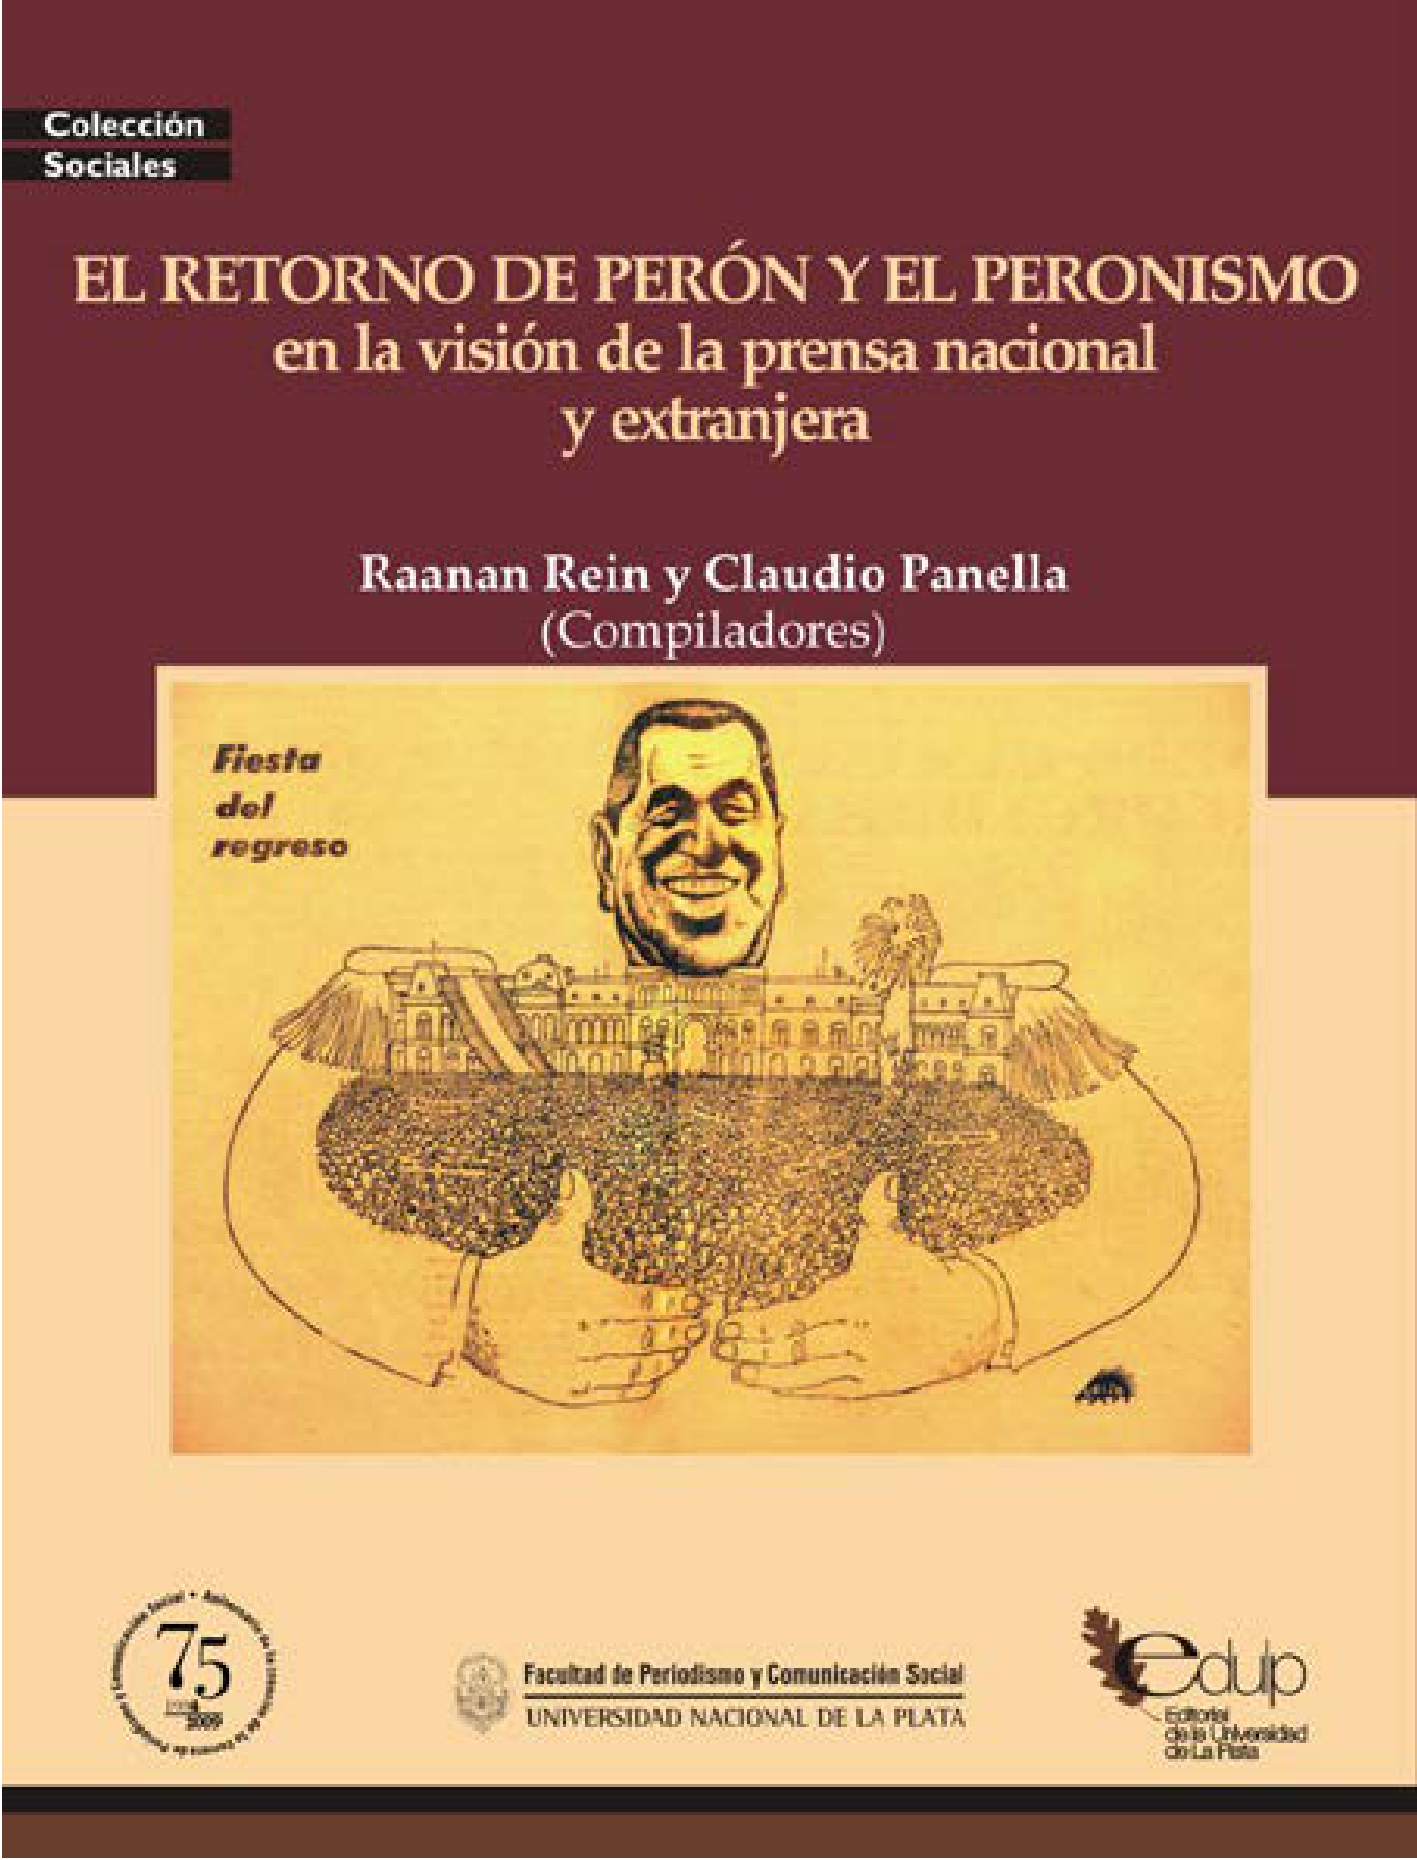 Colección
Sociales
EL RETORNO DE PERÓN Y EL PERONISMO
en la visión de la prensa nacional
y extranjera
Raanan Rein y Claudio Panella
(Compiladores)
Fiesta
del
regreso
75
2009
Facultad de Periodismo y Comunicación Social
UNIVERSIDAD NACIONAL DE LA PLATA
edulp
Editorial
de la Universidad
de La Plata